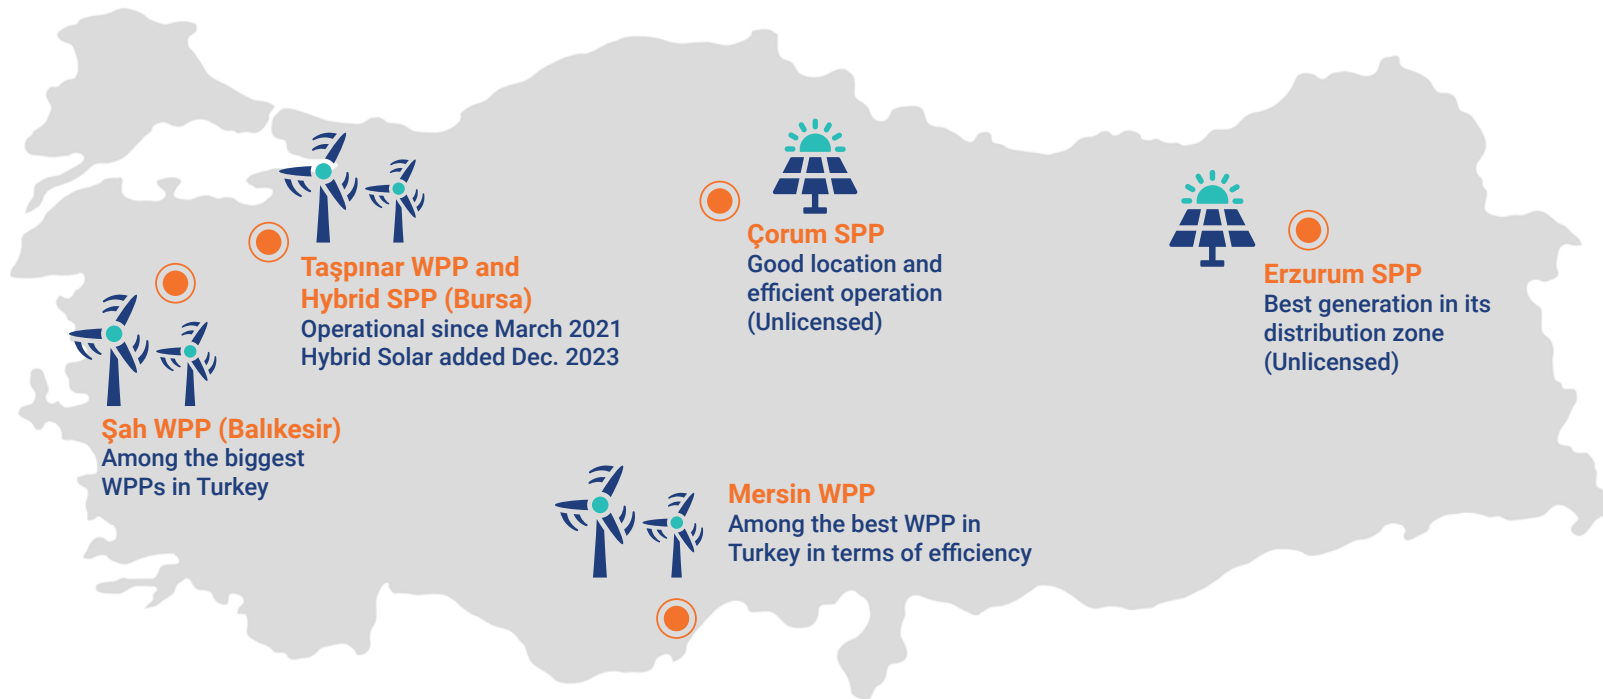 Taşpınar WPP and
Hybrid SPP (Bursa)
Operational since March 2021
Hybrid Solar added Dec. 2023
Çorum SPP
Good location and
efficient operation
(Unlicensed)
Erzurum SPP
Best generation in its
distribution zone
(Unlicensed)
Şah WPP (Balıkesir)
Among the biggest
WPPs in Turkey
Mersin WPP
Among the best WPP in
Turkey in terms of efficiency